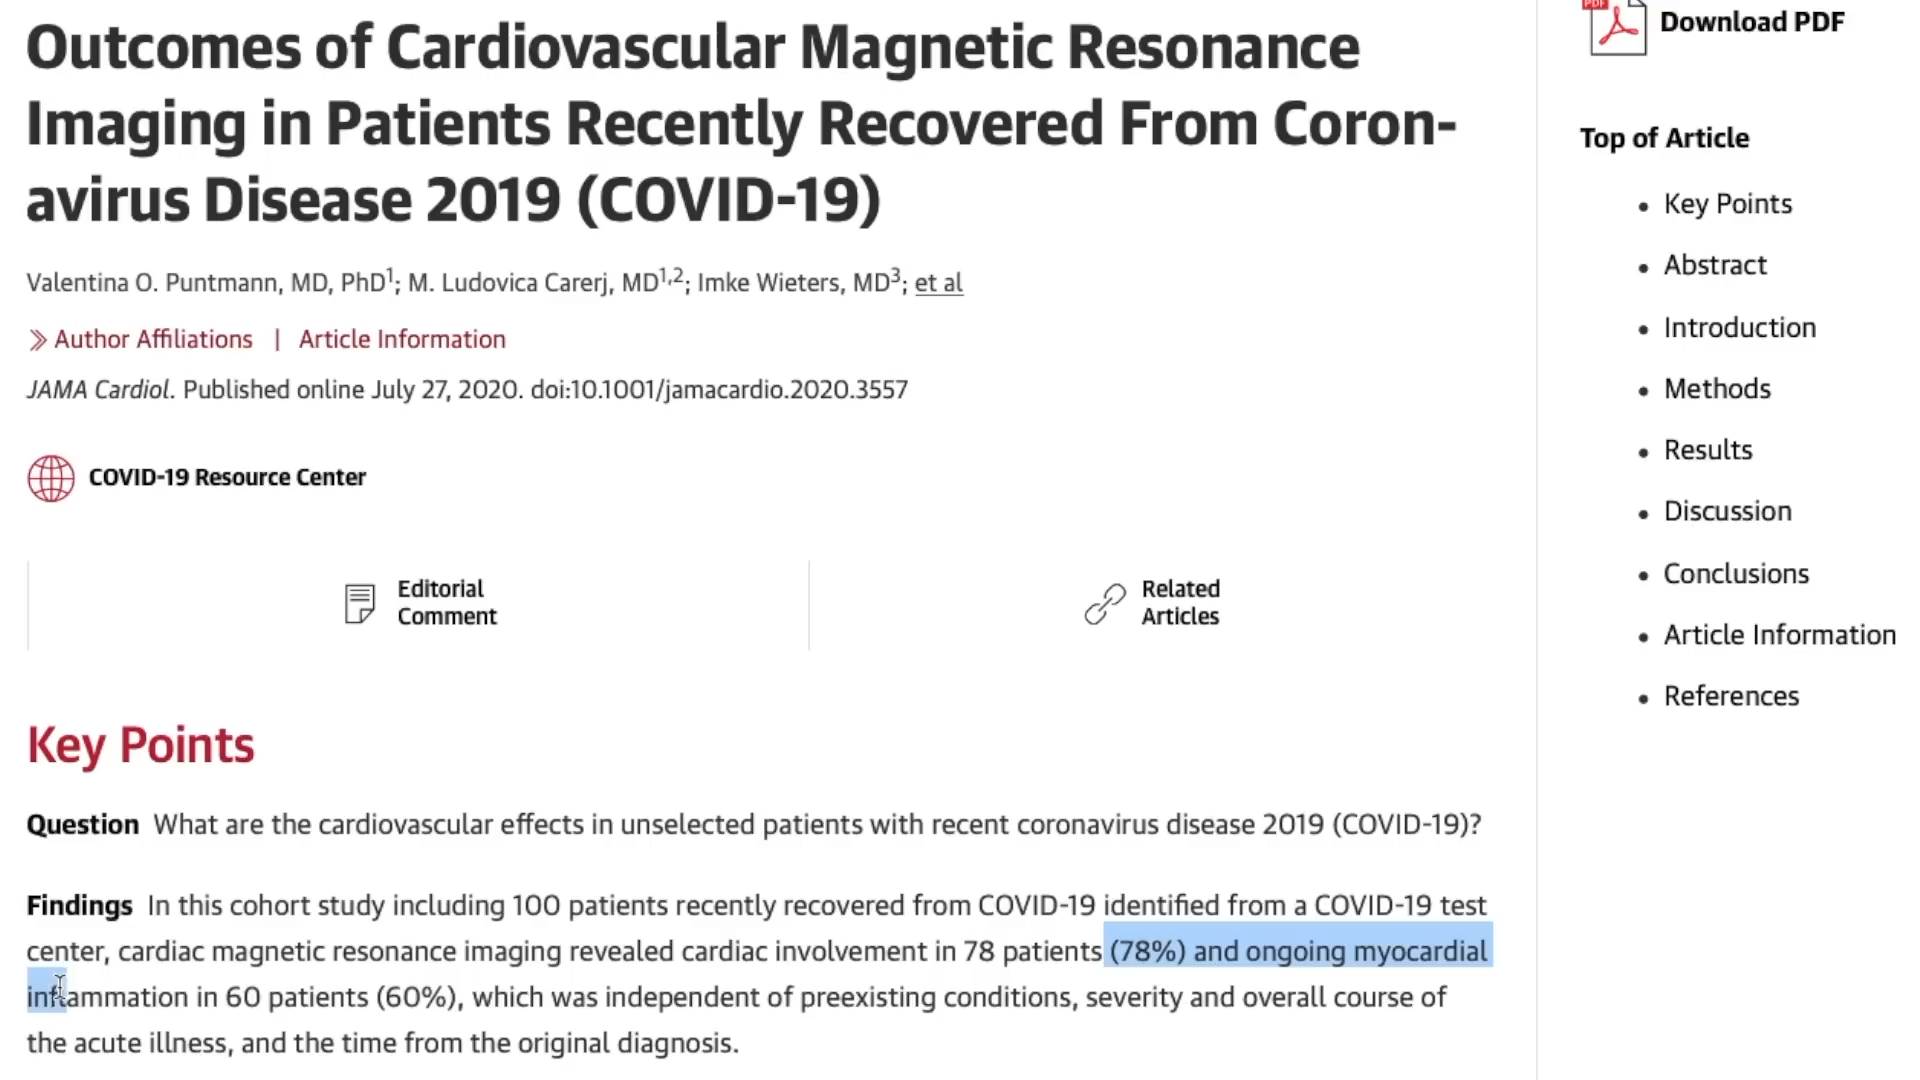 Outcomes of Cardiovascular Magnetic Resonance
Imaging in Patients Recently Recovered From Coron-
avirus Disease 2019 (COVID-19)
Valentina O. Puntmann, MD, PhD1; M. Ludovica Carerj, MD1,2; Imke Wieters, MD3; et al
Author Affiliations | Article Information
JAMA Cardiol. Published online July 27, 2020. doi:10.1001/jamacardio.2020.3557
COVID-19 Resource Center
Editorial
Comment
Related
Articles
Key Points
Question What are the cardiovascular effects in unselected patients with recent coronavirus disease 2019 (COVID-19)?
Findings In this cohort study including 100 patients recently recovered from COVID-19 identified from a COVID-19 test
center, cardiac magnetic resonance imaging revealed cardiac involvement in 78 patients (78%) and ongoing myocardial
inflammation in 60 patients (60%), which was independent of preexisting conditions, severity and overall course of
the acute illness, and the time from the original diagnosis.
PDF
Download PDF
Top of Article
• Key Points
• Abstract
• Introduction
• Methods
• Results
• Discussion
• Conclusions
• Article Information
• References